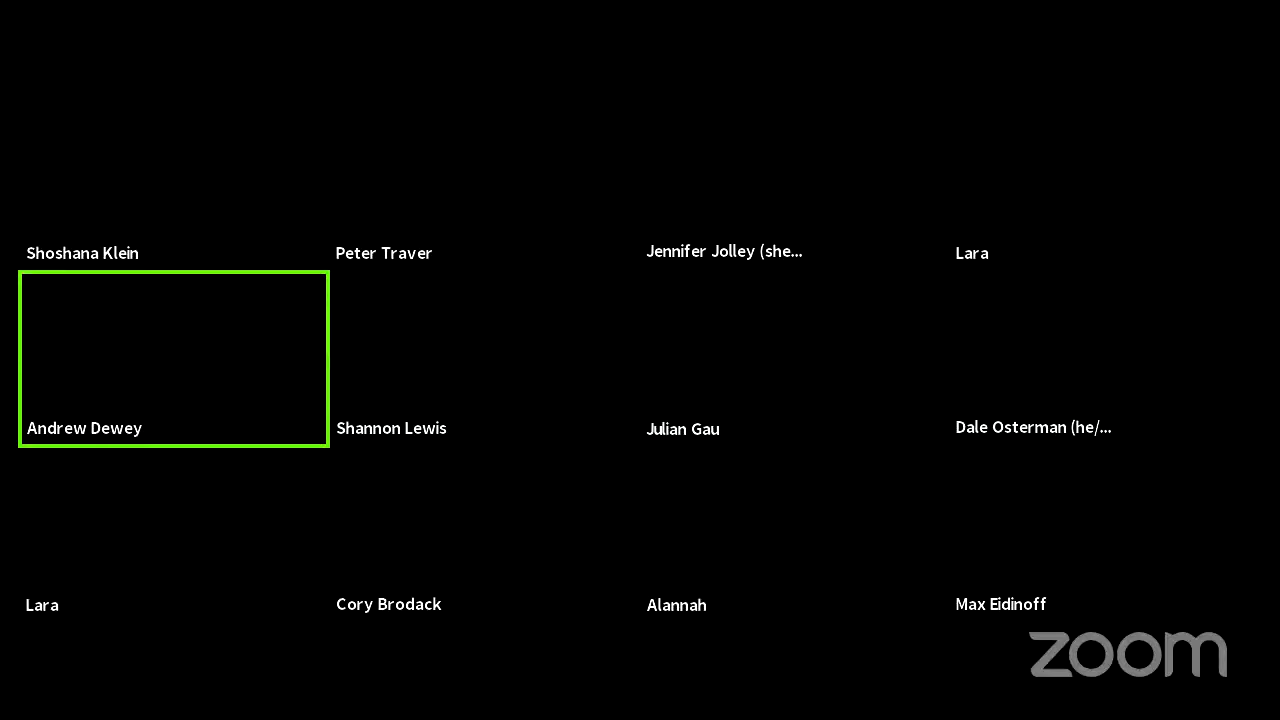 Shoshana Klein
Peter Traver
Jennifer Jolley (she...
Lara
Andrew Dewey
Shannon Lewis
Julian Gau
Dale Osterman (he/...
Lara
Cory Brodack
Alannah
Max Eidinoff
zoom